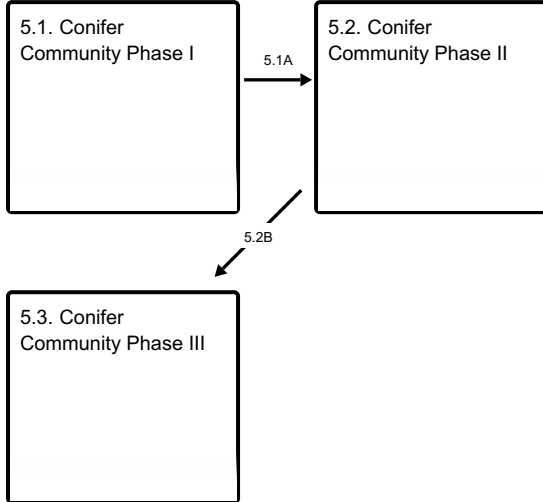 5.1. Conifer
Community Phase I
5.1A
5.2. Conifer
Community Phase II
5.2B
5.3. Conifer
Community Phase III